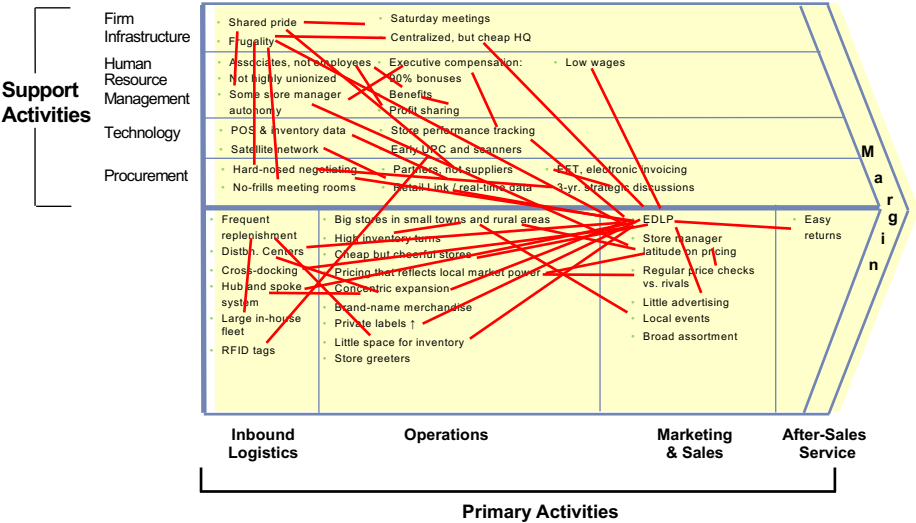 Support
Activities
Firm
Infrastructure
• Shared pride
• Saturday meetings
• Frugality
• Centralized, but cheap HQ
Human
Resource
Management
• Associates, not employees
• Executive compensation:
• Low wages
• Not highly unionized
90% bonuses
• Some store manager
autonomy
• Benefits
• Profit sharing
Technology
• POS & inventory data
• Store performance tracking
• Satellite network
• Early UPC and scanners
Procurement
• Hard-nosed negotiating
• Partners, not suppliers
• EFT, electronic invoicing
• No-frills meeting rooms
• Retail Link / real-time data
• 3-yr. strategic discussions
• Frequent
replenishment
• Distbn. Centers
• Cross-docking
• Hub and spoke
system
• Large in-house
fleet
• RFID tags
• Big stores in small towns and rural areas
• High inventory turns
• Cheap but cheerful stores
• Pricing that reflects local market power
• Concentric expansion
• Brand-name merchandise
• Private labels ↑
• Little space for inventory
• Store greeters
• EDLP
• Store manager
latitude on pricing
• Regular price checks
vs. rivals
• Little advertising
• Local events
• Broad assortment
• Easy
returns
M
a
r
g
i
n
Inbound
Logistics
Operations
Marketing
& Sales
After-Sales
Service
Primary Activities